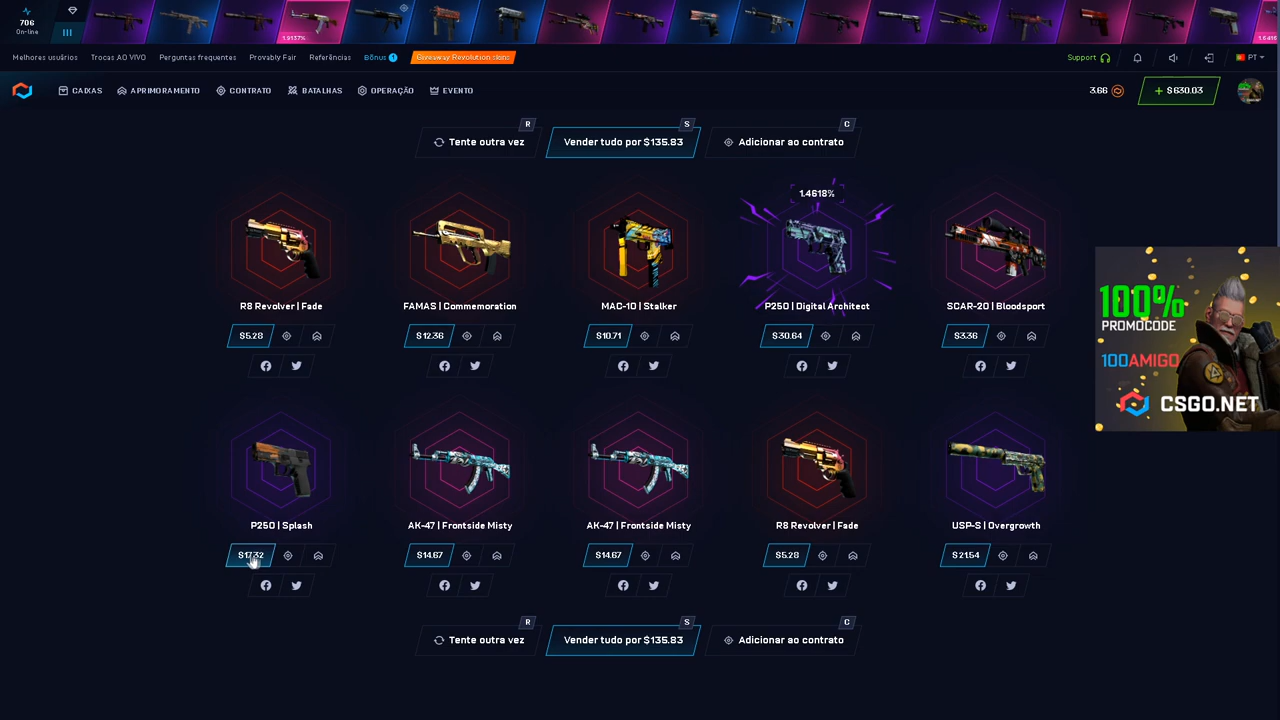 706
On-line
1.9137%
1.641
Melhores usuários
Trocas AO VIVO
Perguntas frequentes
Provably Fair
Referências
Bônus
Giveaway Revolution skins
Support
PT
CAIXAS
APRIMORAMENTO
CONTRATO
BATALHAS
OPERAÇÃO
EVENTO
3.66
+ $ 630.03
R
S
C
Tente outra vez
Vender tudo por $ 135.83
Adicionar ao contrato
1.4618%
R8 Revolver | Fade
FAMAS | Commemoration
MAC-10 | Stalker
P250 | Digital Architect
SCAR-20 | Bloodsport
$5.28
$12.36
$10.71
$30.64
$3.36
100%
PROMOCODE
100AMIGO
CSGO.NET
P250 | Splash
AK-47 | Frontside Misty
AK-47 | Frontside Misty
R8 Revolver | Fade
USP-S | Overgrowth
$17.32
$14.67
$14.67
$5.28
$21.54
R
S
C
Tente outra vez
Vender tudo por $ 135.83
Adicionar ao contrato